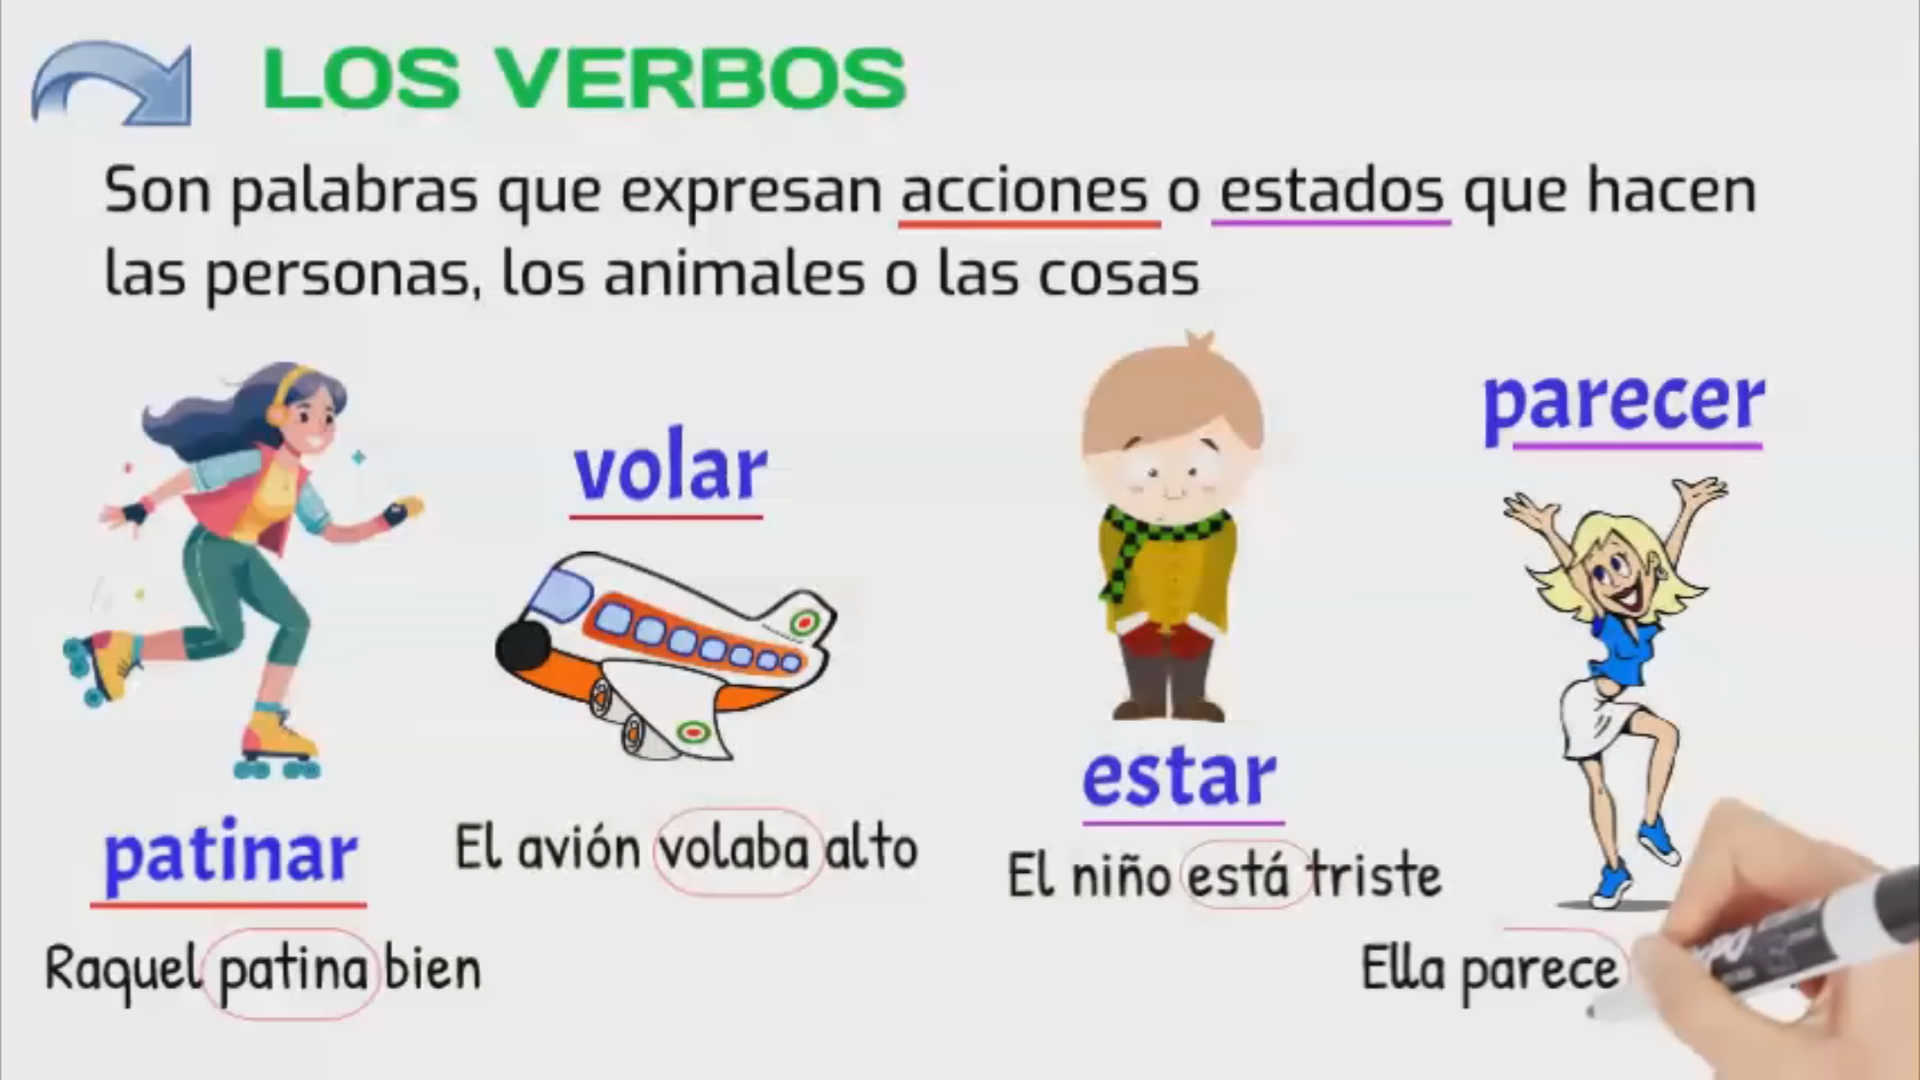 LOS VERBOS
Son palabras que expresan acciones o estados que hacen
las personas, los animales o las cosas
patinar
Raquel patina bien
volar
El avión volaba alto
estar
El niño está triste
parecer
Ella parece